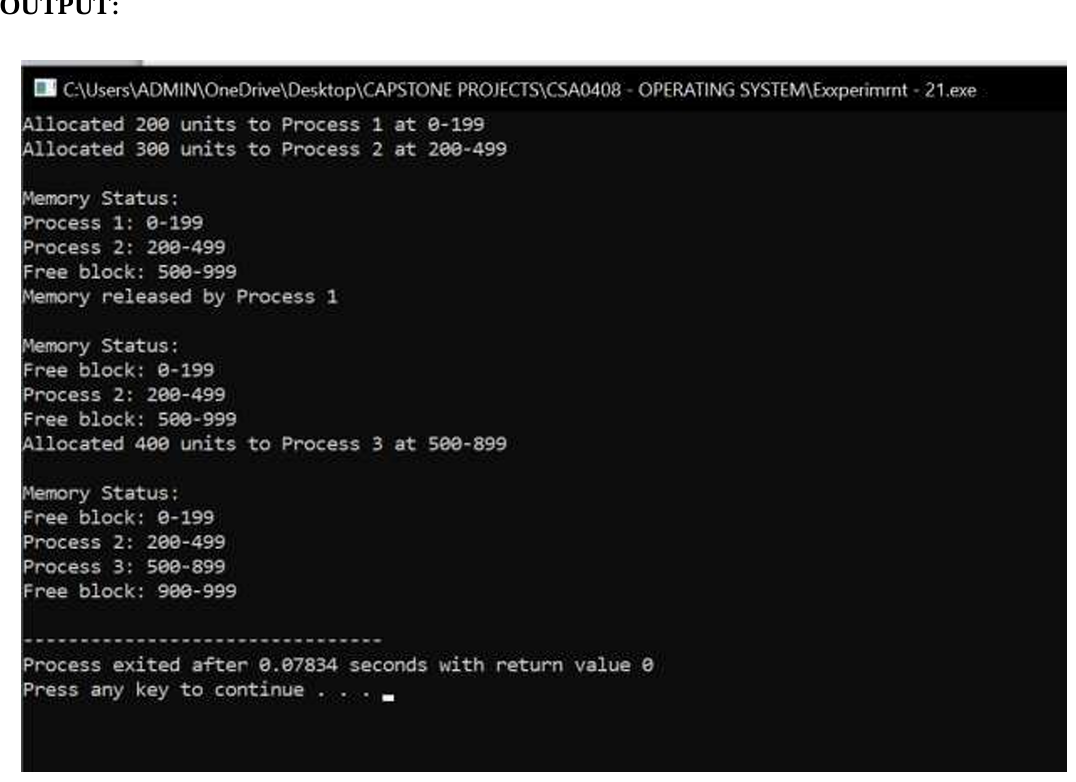 OUTPUT:
C:\Users\ADMIN\OneDrive\Desktop\CAPSTONE PROJECTS\CSA0408 - OPERATING SYSTEM\Exxperimrnt - 21.exe
Allocated 200 units to Process 1 at 0-199
Allocated 300 units to Process 2 at 200-499
Memory Status:
Process 1: 0-199
Process 2: 200-499
Free block: 500-999
Memory released by Process 1
Memory Status:
Free block: 0-199
Process 2: 200-499
Free block: 500-999
Allocated 400 units to Process 3 at 500-899
Memory Status:
Free block: 0-199
Process 2: 200-499
Process 3: 500-899
Free block: 900-999
--------------------------------
Process exited after 0.07834 seconds with return value 0
Press any key to continue . . .